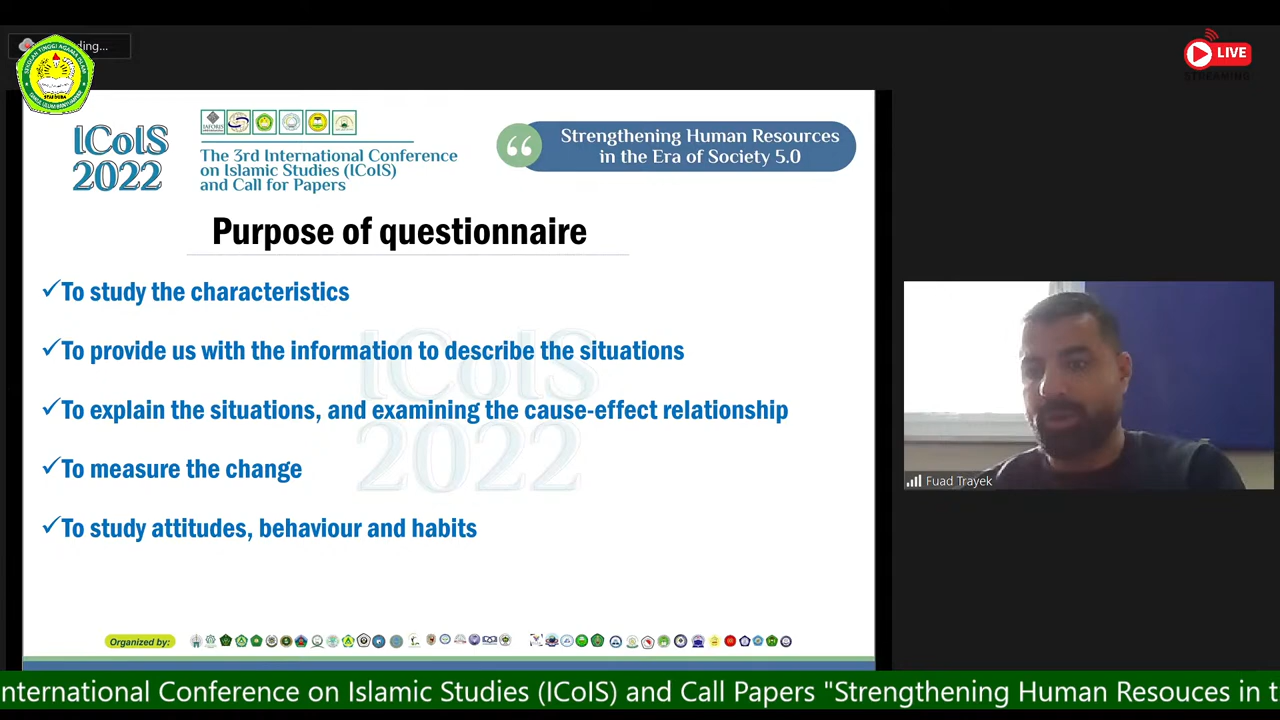 LIVE
STREAMING
ICoIS
2022
The 3rd International Conference
on Islamic Studies (ICoIS)
and Call for Papers
Strengthening Human Resources
in the Era of Society 5.0
Purpose of questionnaire
✓To study the characteristics
✓To provide us with the information to describe the situations
✓To explain the situations, and examining the cause-effect relationship
✓To measure the change
✓To study attitudes, behaviour and habits
ICoIS
2022
Fuad Trayek
Organized by:
nternational Conference on Islamic Studies (ICoIS) and Call Papers "Strengthening Human Resouces in t